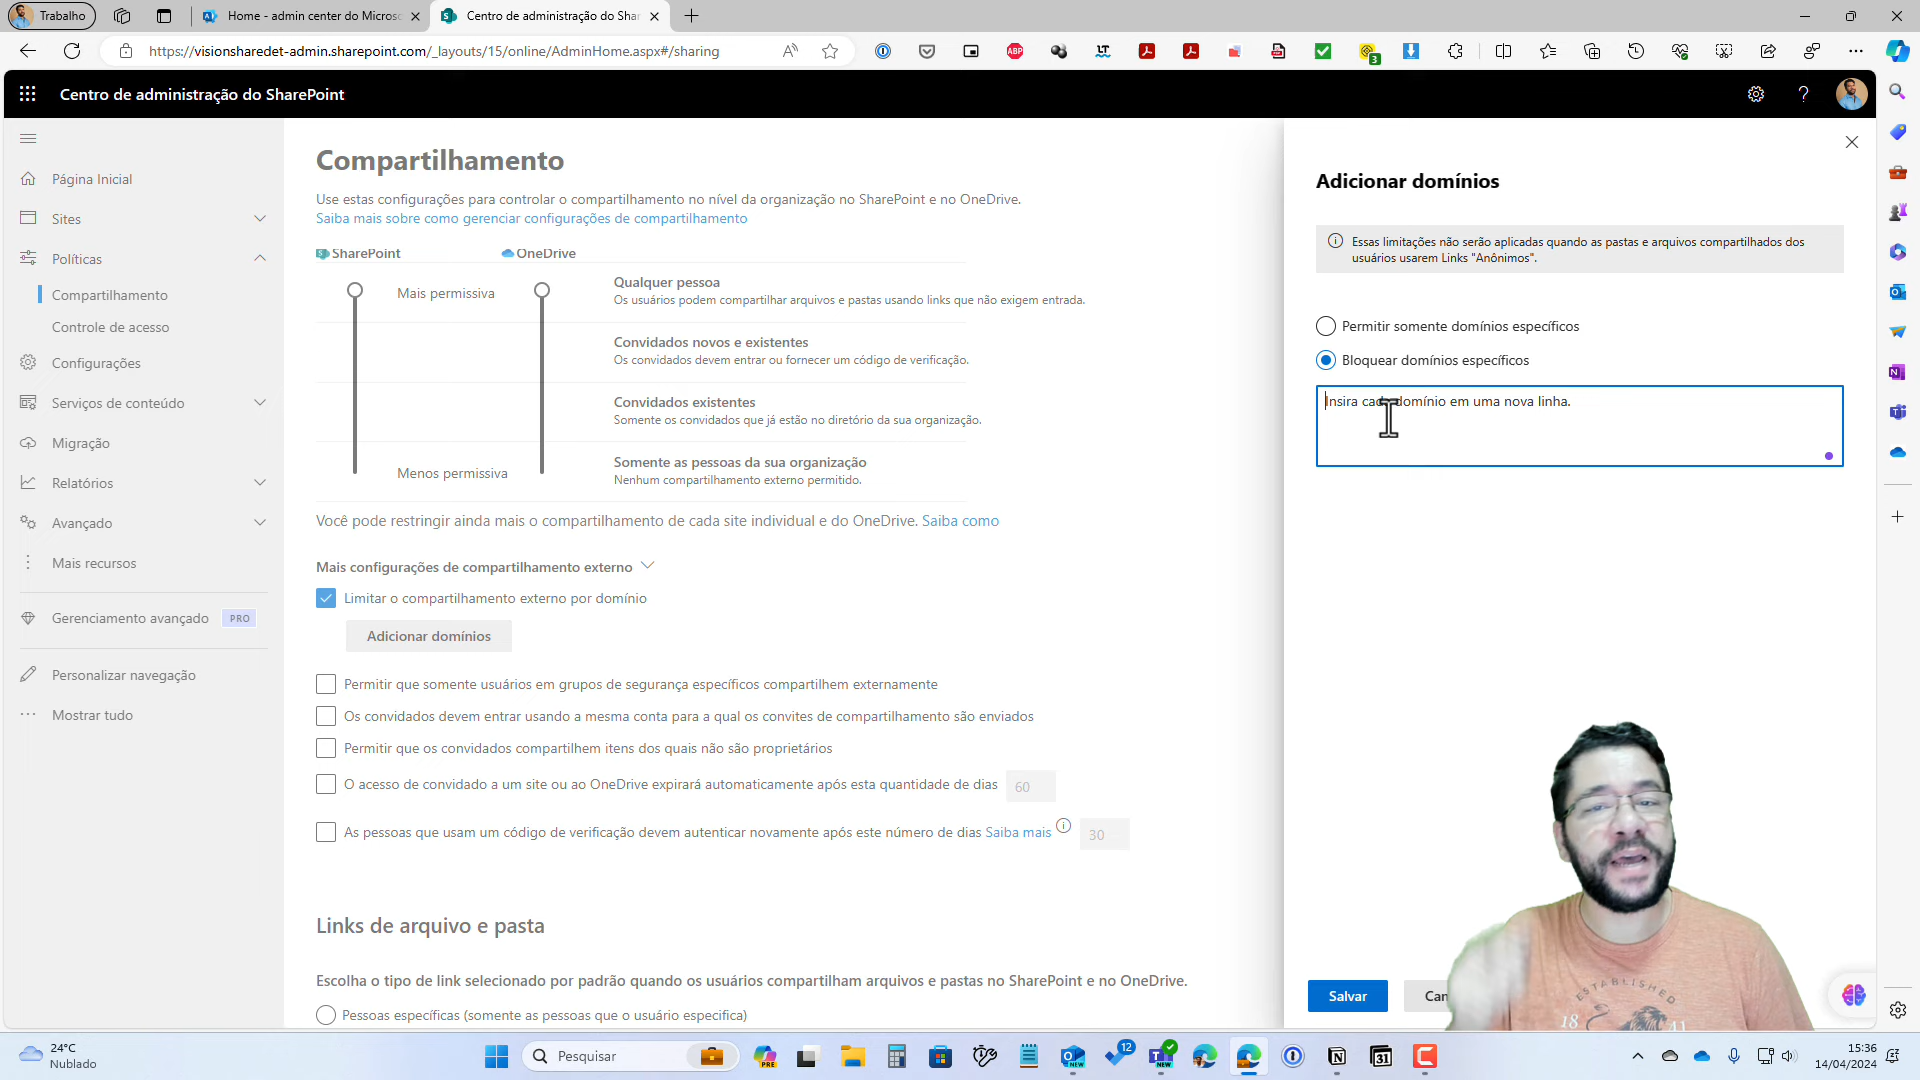 Trabalho
Home - admin center do Microsc
Centro de administração do Shar
https://visionsharedet-admin.sharepoint.com/_layouts/15/online/AdminHome.aspx#/sharing
ABP
LT
3
Centro de administração do SharePoint
Página Inicial
Sites
Políticas
Compartilhamento
Controle de acesso
Configurações
Serviços de conteúdo
Migração
Relatórios
Avançado
Mais recursos
Gerenciamento avançado PRO
Personalizar navegação
Mostrar tudo
Compartilhamento
Use estas configurações para controlar o compartilhamento no nível da organização no SharePoint e no OneDrive.
Saiba mais sobre como gerenciar configurações de compartilhamento
SharePoint
OneDrive
Mais permissiva
Menos permissiva
Qualquer pessoa
Os usuários podem compartilhar arquivos e pastas usando links que não exigem entrada.
Convidados novos e existentes
Os convidados devem entrar ou fornecer um código de verificação.
Convidados existentes
Somente os convidados que já estão no diretório da sua organização.
Somente as pessoas da sua organização
Nenhum compartilhamento externo permitido.
Você pode restringir ainda mais o compartilhamento de cada site individual e do OneDrive. Saiba como
Mais configurações de compartilhamento externo
Limitar o compartilhamento externo por domínio
Adicionar domínios
Permitir que somente usuários em grupos de segurança específicos compartilhem externamente
Os convidados devem entrar usando a mesma conta para a qual os convites de compartilhamento são enviados
Permitir que os convidados compartilhem itens dos quais não são proprietários
O acesso de convidado a um site ou ao OneDrive expirará automaticamente após esta quantidade de dias 60
As pessoas que usam um código de verificação devem autenticar novamente após este número de dias Saiba mais 30
Links de arquivo e pasta
Escolha o tipo de link selecionado por padrão quando os usuários compartilham arquivos e pastas no SharePoint e no OneDrive.
Pessoas específicas (somente as pessoas que o usuário especifica)
Adicionar domínios
Essas limitações não serão aplicadas quando as pastas e arquivos compartilhados dos
usuários usarem Links "Anônimos".
Permitir somente domínios específicos
Bloquear domínios específicos
Insira cada domínio em uma nova linha.
Salvar
Can
ESTABLISHED
18 41
24°C
Nublado
Pesquisar
PRE
NEW
12
NEW
31
15:36
14/04/2024